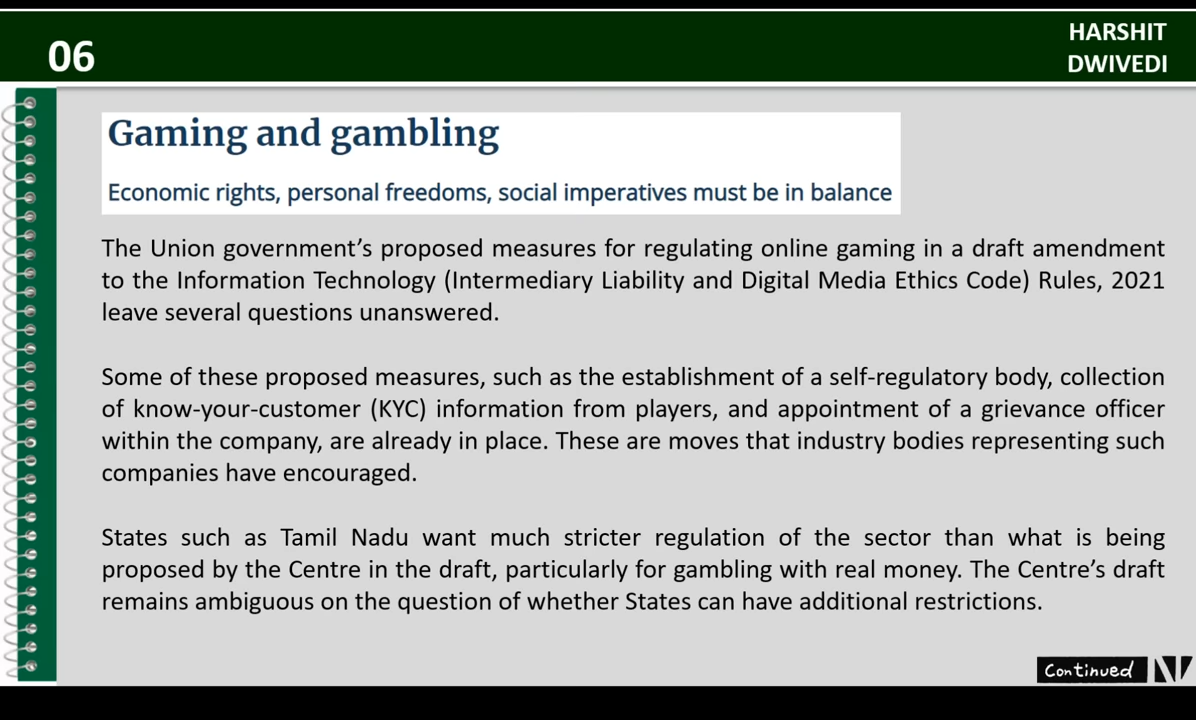 06
HARSHIT
DWIVEDI
Gaming and gambling
Economic rights, personal freedoms, social imperatives must be in balance
The Union government’s proposed measures for regulating online gaming in a draft amendment
to the Information Technology (Intermediary Liability and Digital Media Ethics Code) Rules, 2021
leave several questions unanswered.
Some of these proposed measures, such as the establishment of a self-regulatory body, collection
of know-your-customer (KYC) information from players, and appointment of a grievance officer
within the company, are already in place. These are moves that industry bodies representing such
companies have encouraged.
States such as Tamil Nadu want much stricter regulation of the sector than what is being
proposed by the Centre in the draft, particularly for gambling with real money. The Centre’s draft
remains ambiguous on the question of whether States can have additional restrictions.
Continued